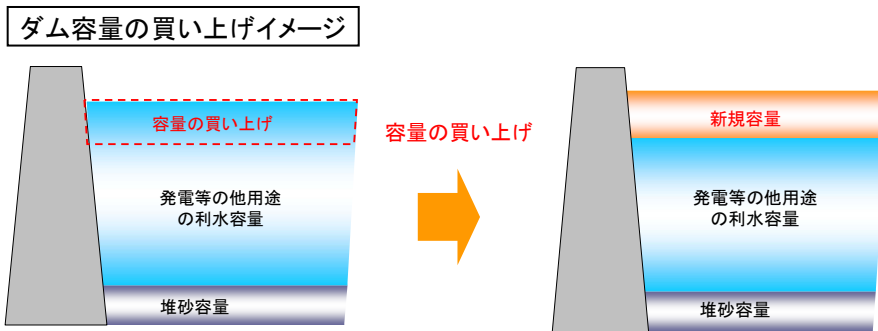 ダム容量の買い上げイメージ
容量の買い上げ
発電等の他用途
の利水容量
堆砂容量
容量の買い上げ
新規容量
発電等の他用途
の利水容量
堆砂容量